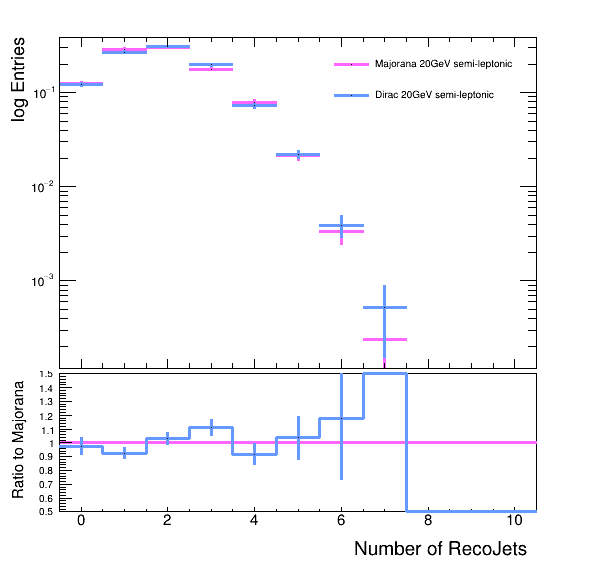 log Entries
Majorana 20GeV semi-leptonic
Dirac 20GeV semi-leptonic
10⁻¹
10⁻²
10⁻³
Ratio to Majorana
1.5
1.4
1.3
1.2
1.1
1
0.9
0.8
0.7
0.6
0.5
0 2 4 6 8 10
Number of RecoJets